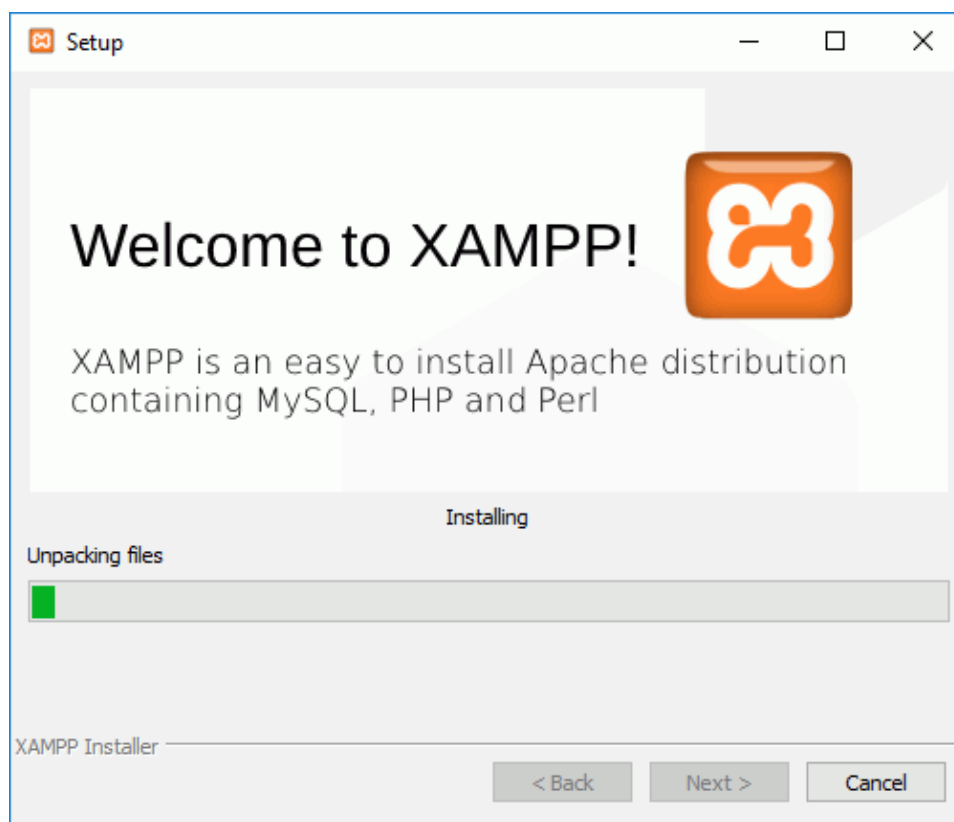 Setup
Welcome to XAMPP!
XAMPP is an easy to install Apache distribution
containing MySQL, PHP and Perl
Installing
Unpacking files
XAMPP Installer
< Back
Next >
Cancel